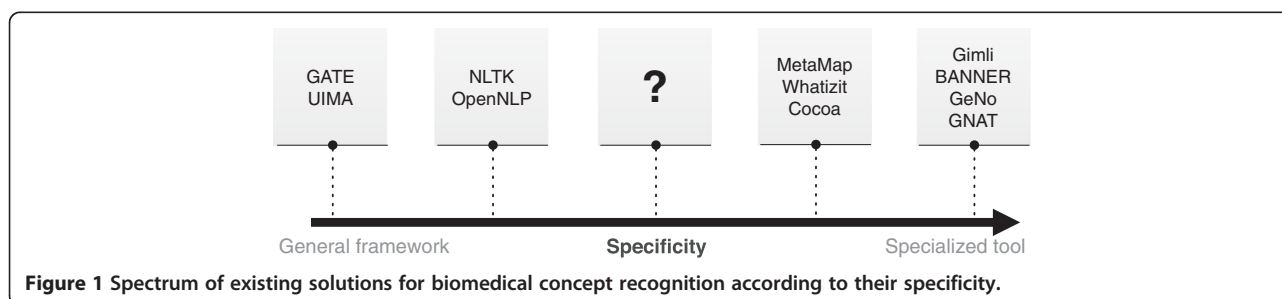 GATE
UIMA
NLTK
OpenNLP
?
MetaMap
Whatizit
Cocoa
Gimli
BANNER
GeNo
GNAT
General framework
Specificity
Specialized tool
Figure 1 Spectrum of existing solutions for biomedical concept recognition according to their specificity.